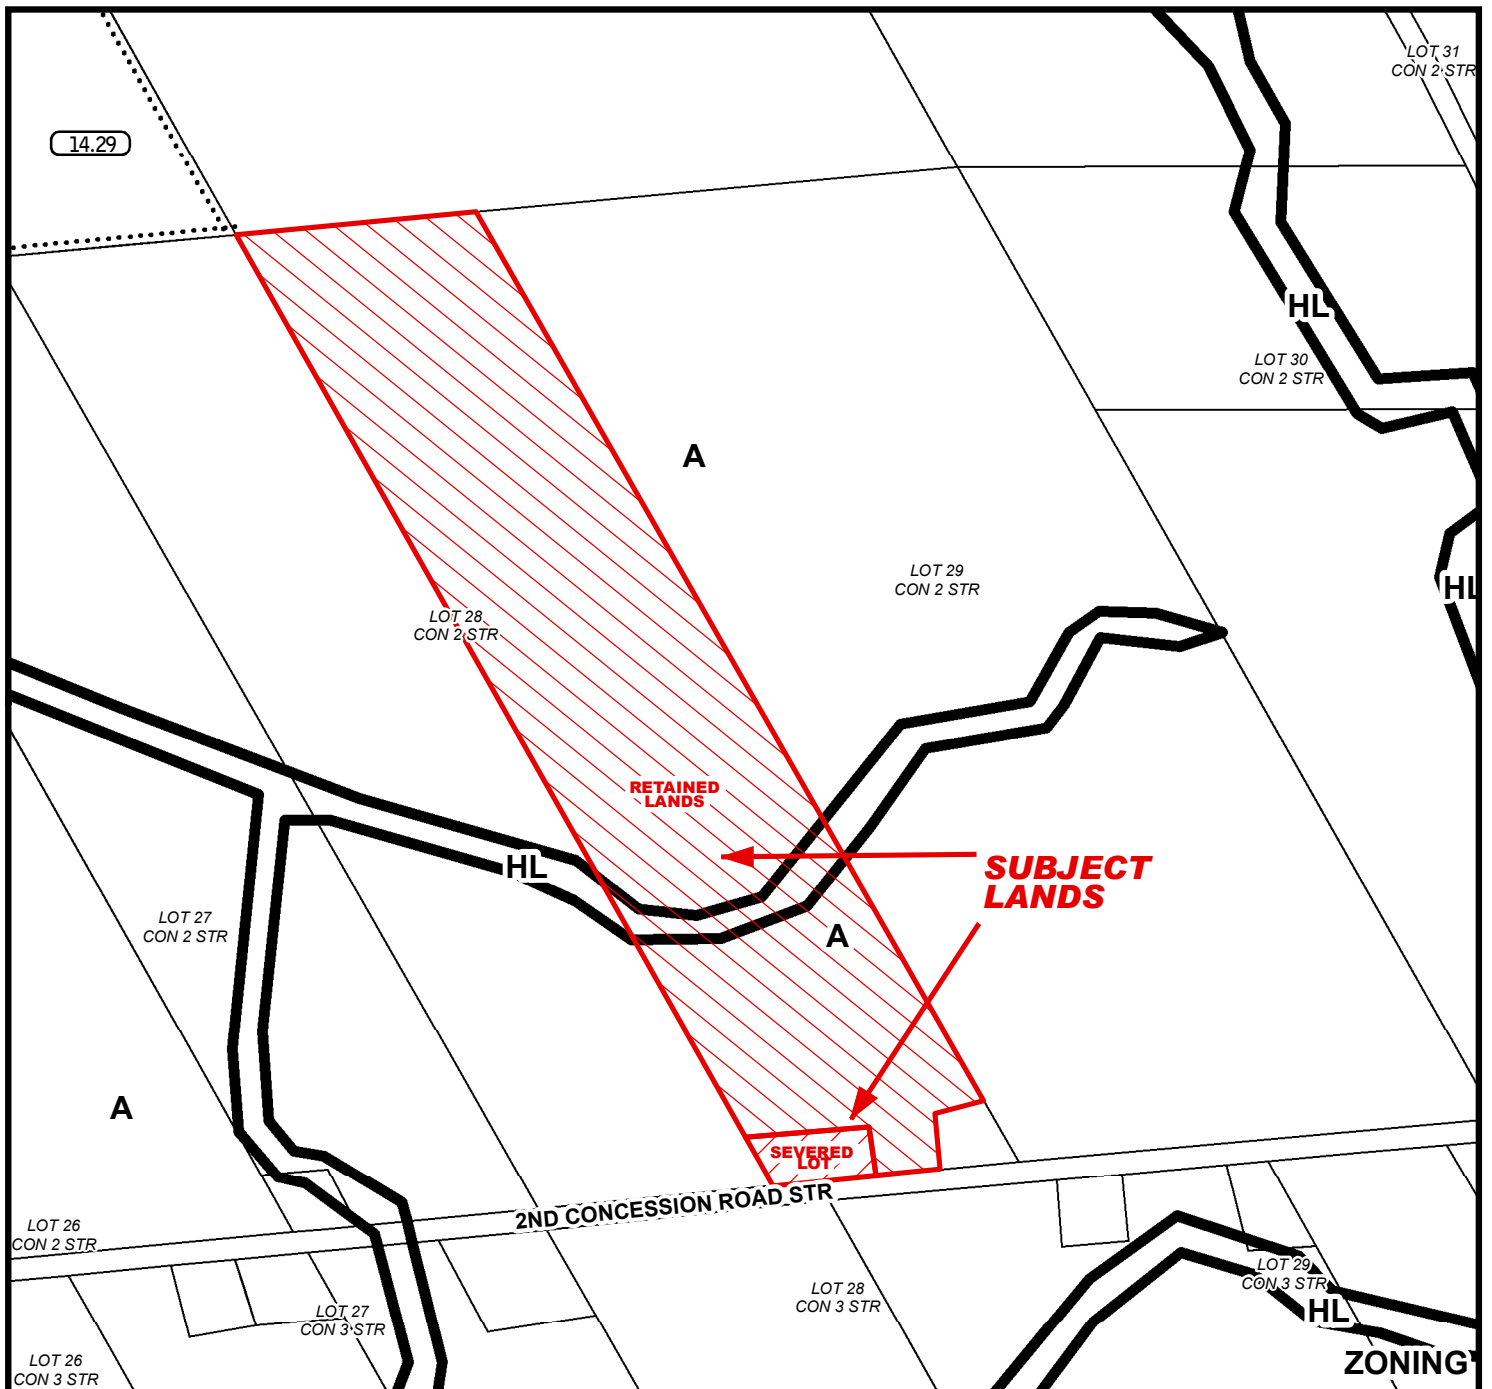 LOT 31
CON 2 STR
14.29
HL
LOT 30
CON 2 STR
A
LOT 29
CON 2 STR
HL
LOT 28
CON 2 STR
RETAINED
LANDS
SUBJECT
LANDS
HL
LOT 27
CON 2 STR
A
A
SEVERED
LOT
2ND CONCESSION ROAD STR
LOT 26
CON 2 STR
LOT 29
CON 3 STR
LOT 28
CON 3 STR
HL
LOT 27
CON 3 STR
ZONING
LOT 26
CON 3 STR